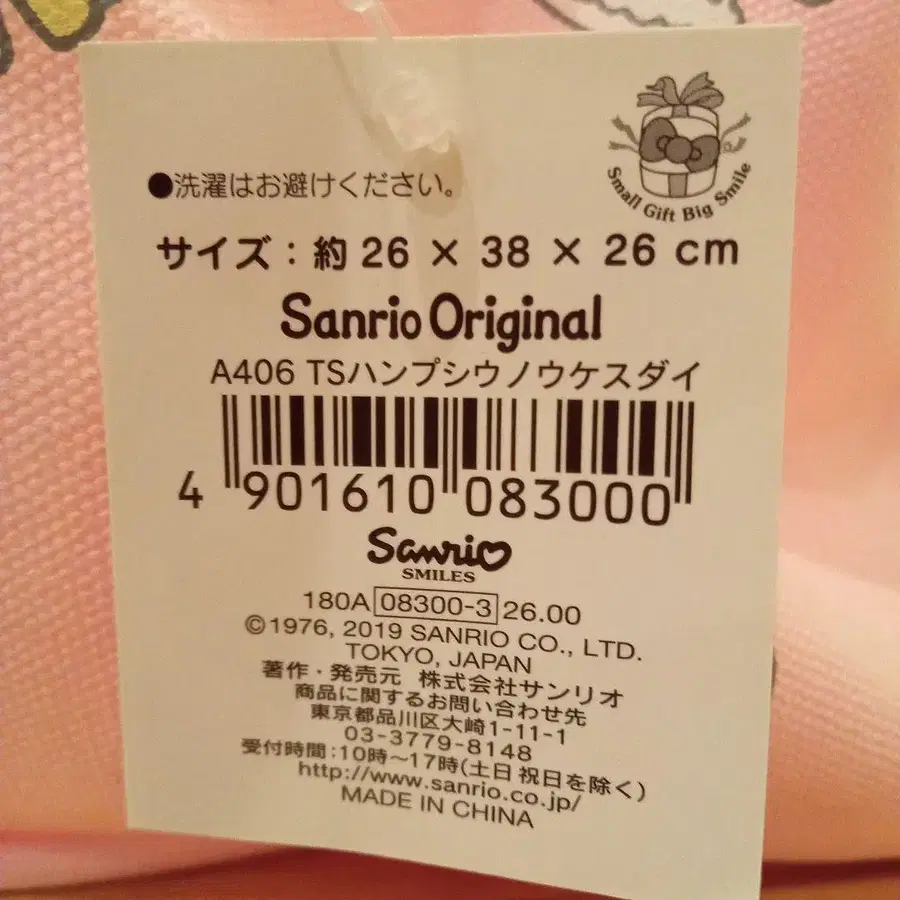 Small Gift Big Smile
●洗濯はお避けください。
サイズ：約 26 × 38 × 26 cm
Sanrio Original
A406 TSハンプシウノウケスダイ
4 901610 083000
Sanrio
SMILES
180A 08300-3 26.00
©1976, 2019 SANRIO CO., LTD.
TOKYO, JAPAN
著作・発売元 株式会社サンリオ
商品に関するお問い合わせ先
東京都品川区大崎1-11-1
03-3779-8148
受付時間：10時〜17時(土日 祝日を除く)
http://www.sanrio.co.jp/
MADE IN CHINA